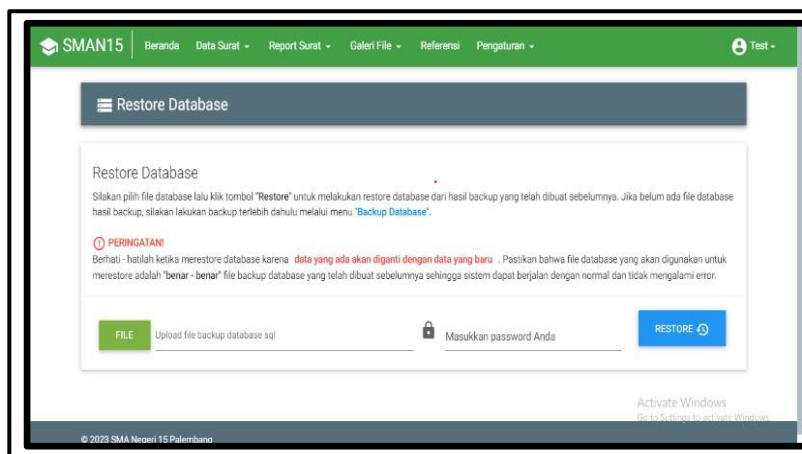 SMAN15 Beranda Data Surat Report Surat Galeri File Referensi Pengaturan Test
Restore Database
Restore Database
Silakan pilih file database lalu klik tombol "Restore" untuk melakukan restore database dari hasil backup yang telah dibuat sebelumnya. Jika belum ada file database
hasil backup, silakan lakukan backup terlebih dahulu melalui menu "Backup Database".
PERINGATAN!
Berhati - hatilah ketika merestore database karena data yang ada akan diganti dengan data yang baru . Pastikan bahwa file database yang akan digunakan untuk
merestore adalah "benar - benar" file backup database yang telah dibuat sebelumnya sehingga sistem dapat berjalan dengan normal dan tidak mengalami error.
FILE Upload file backup database sql Masukkan password Anda RESTORE
Activate Windows
Go to Settings to activate Windows.
© 2023 SMA Negeri 15 Palembang